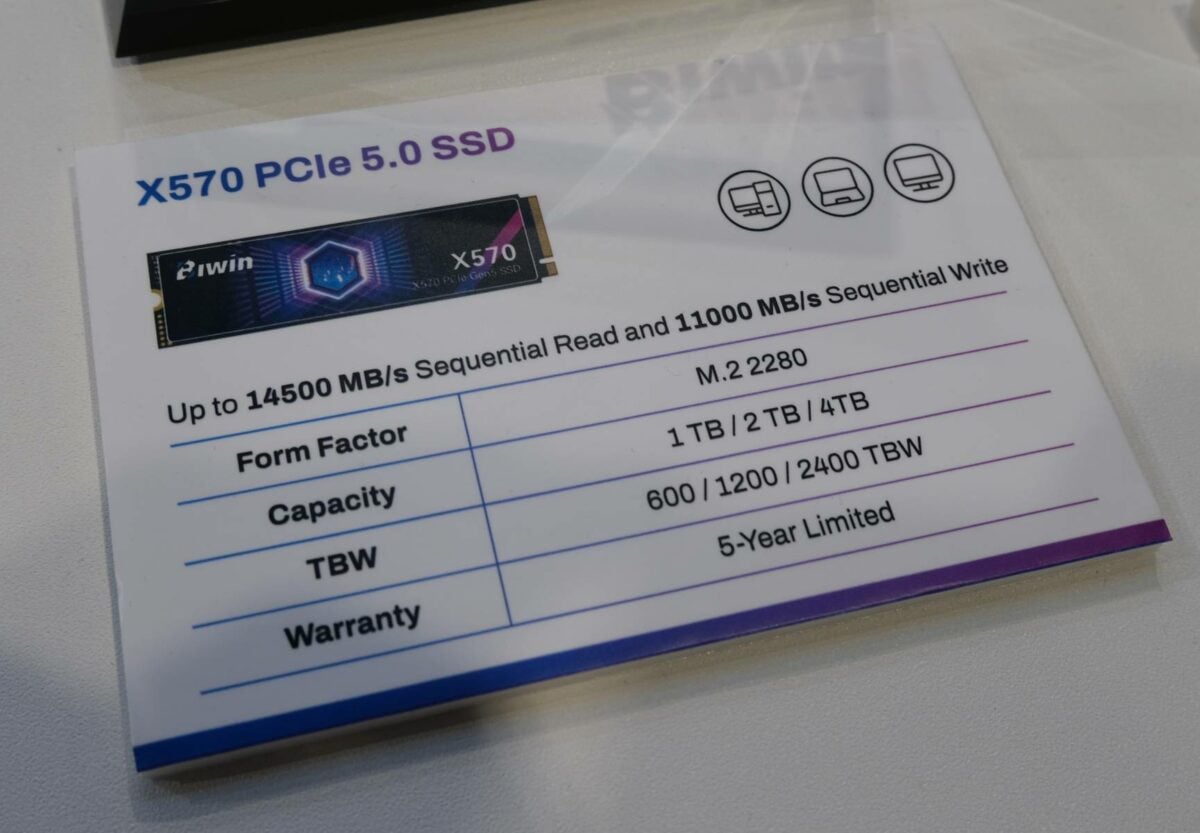 X570 PCIe 5.0 SSD
Biwin
X570
X570 PCIe Gen5 SSD
Up to 14500 MB/s Sequential Read and 11000 MB/s Sequential Write
Form Factor M.2 2280
Capacity 1 TB / 2 TB / 4TB
TBW 600 / 1200 / 2400 TBW
Warranty 5-Year Limited